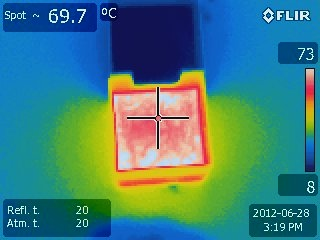 Spot ~ 69.7 °C
FLIR
73
8
Refl. t. 20
Atm. t. 20
2012-06-28
3:19 PM